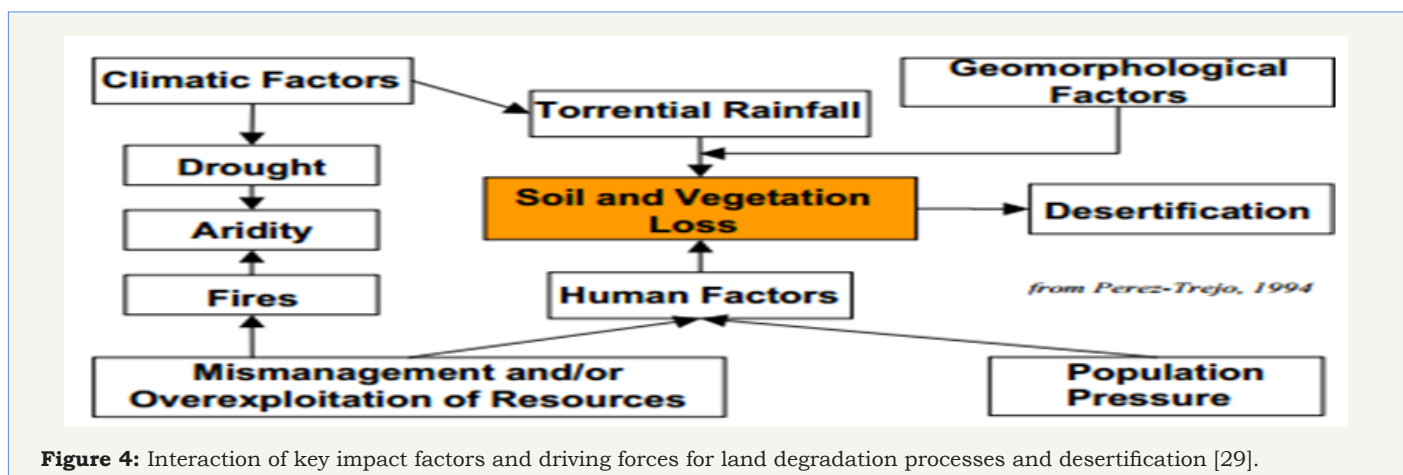 Climatic Factors
Geomorphological
Factors
Torrential Rainfall
Drought
Soil and Vegetation
Loss
Desertification
Aridity
Fires
Human Factors
from Perez-Trejo, 1994
Mismanagement and/or
Overexploitation of Resources
Population
Pressure
Figure 4: Interaction of key impact factors and driving forces for land degradation processes and desertification [29].